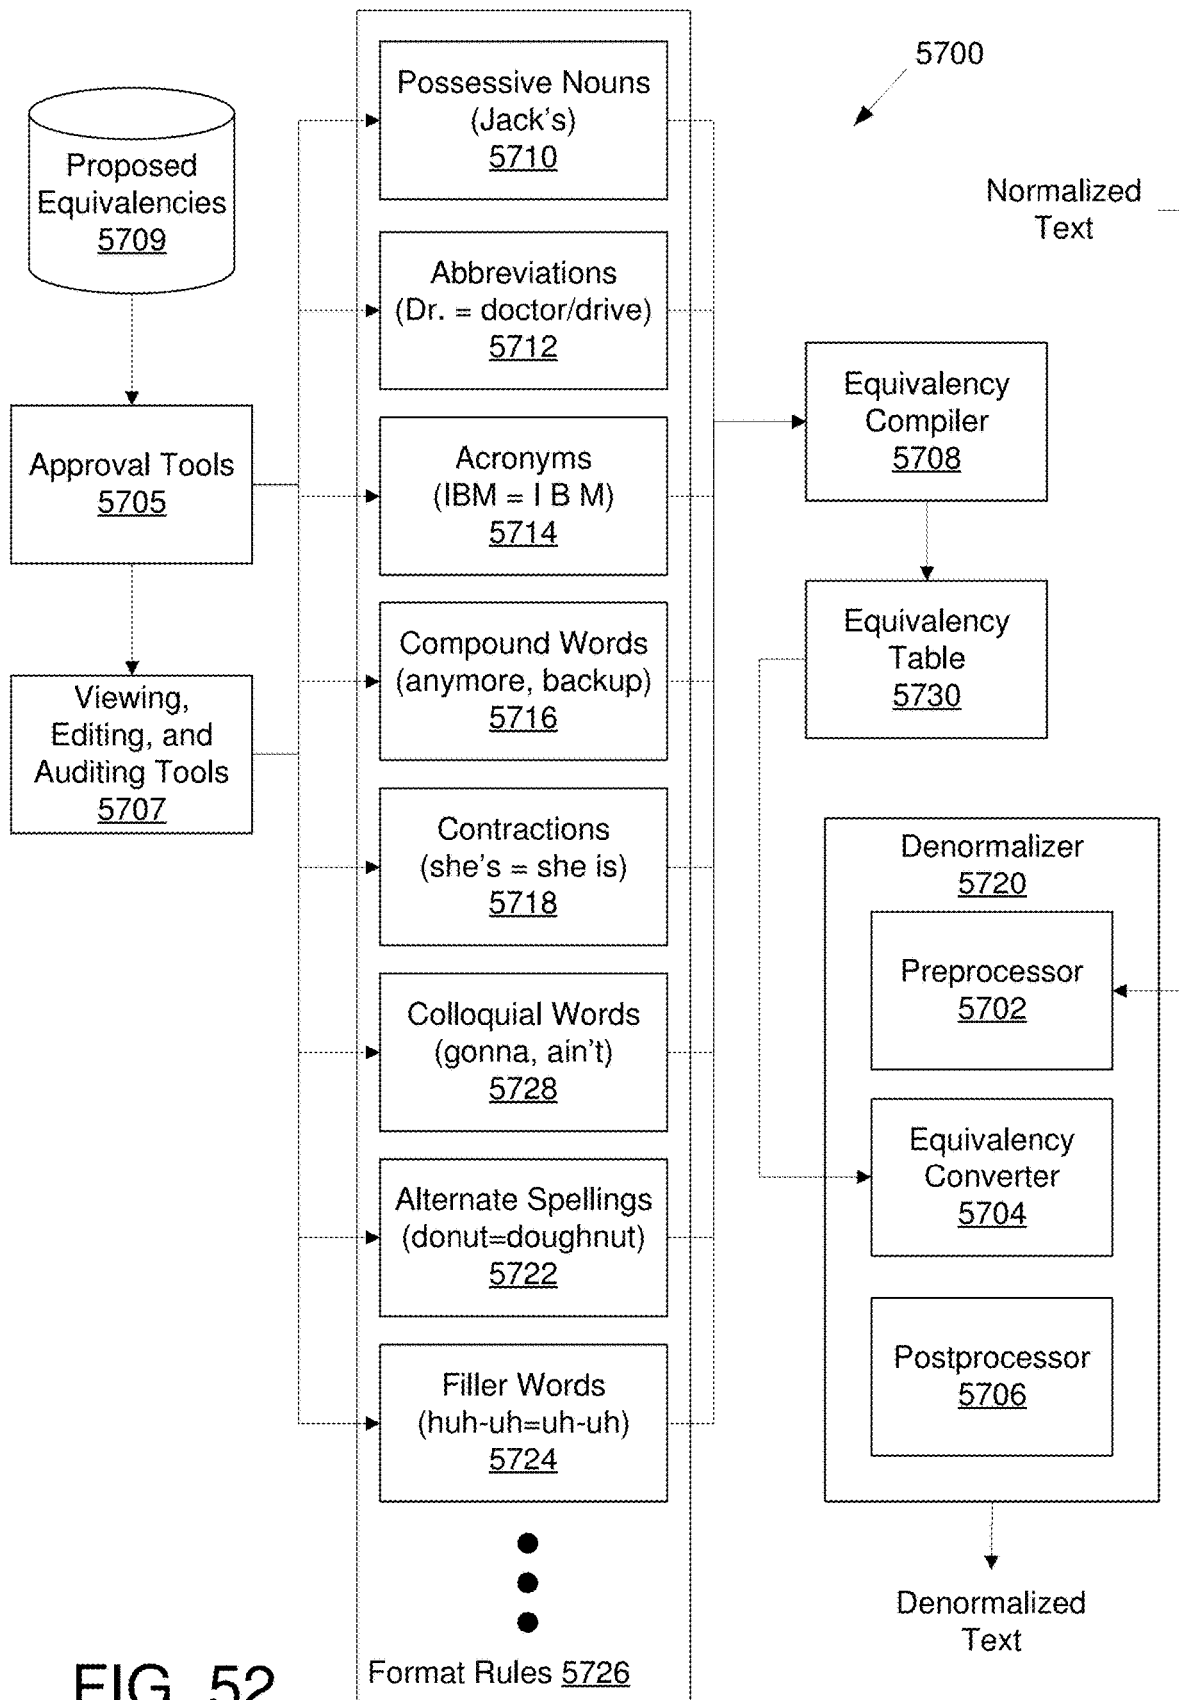 5700
Proposed
Equivalencies
5709
Approval Tools
5705
Viewing,
Editing, and
Auditing Tools
5707
Possessive Nouns
(Jack's)
5710
Abbreviations
(Dr. = doctor/drive)
5712
Acronyms
(IBM = I B M)
5714
Compound Words
(anymore, backup)
5716
Contractions
(she's = she is)
5718
Colloquial Words
(gonna, ain't)
5728
Alternate Spellings
(donut=doughnut)
5722
Filler Words
(huh-uh=uh-uh)
5724
Format Rules 5726
Normalized
Text
Equivalency
Compiler
5708
Equivalency
Table
5730
Denormalizer
5720
Preprocessor
5702
Equivalency
Converter
5704
Postprocessor
5706
Denormalized
Text
FIG. 52